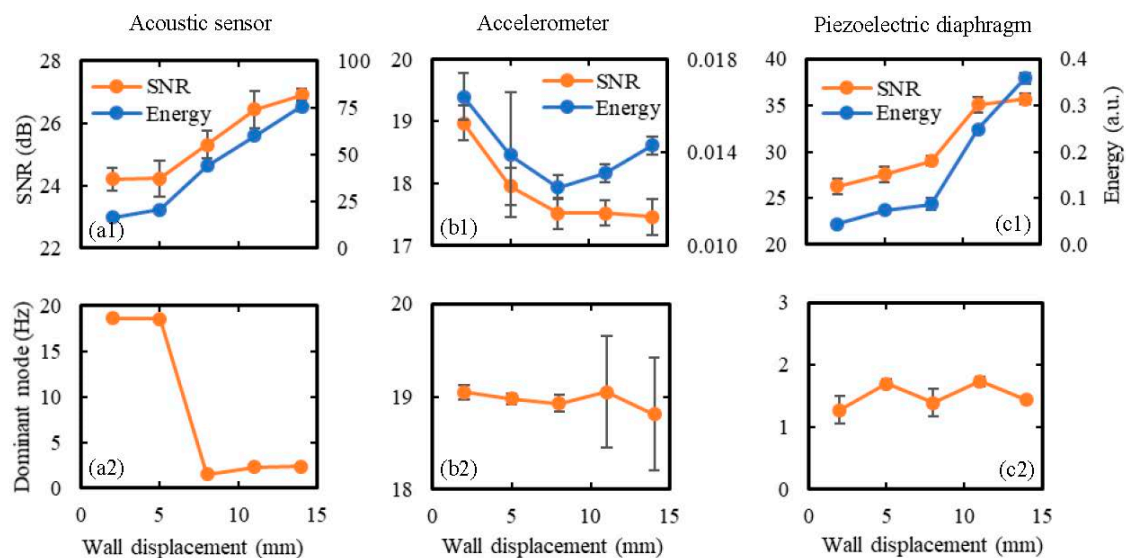 Acoustic sensor
Accelerometer
Piezoelectric diaphragm
SNR (dB)
28
26
24
22
SNR
Energy
(a1)
100
75
50
25
0
20
19
18
17
SNR
Energy
(b1)
0.018
0.014
0.010
40
35
30
25
20
SNR
Energy
(c1)
0.4
0.3
0.2
0.1
0.0
Energy (a.u.)
Dominant mode (Hz)
20
15
10
5
0
(a2)
0 5 10 15
Wall displacement (mm)
20
19
18
(b2)
0 5 10 15
Wall displacement (mm)
3
2
1
0
(c2)
0 5 10 15
Wall displacement (mm)